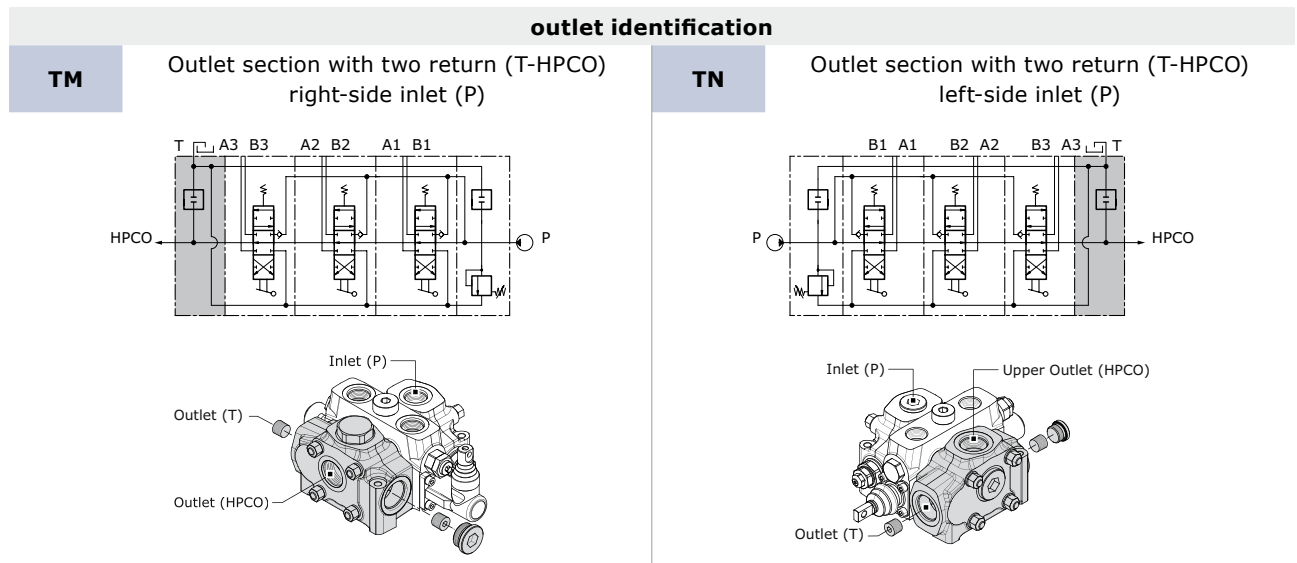 outlet identification
TM
Outlet section with two return (T-HPCO)
right-side inlet (P)
T A3 B3 A2 B2 A1 B1
HPCO P
Inlet (P)
Outlet (T)
Outlet (HPCO)
TN
Outlet section with two return (T-HPCO)
left-side inlet (P)
B1 A1 B2 A2 B3 A3 T
P HPCO
Inlet (P) Upper Outlet (HPCO)
Outlet (T)